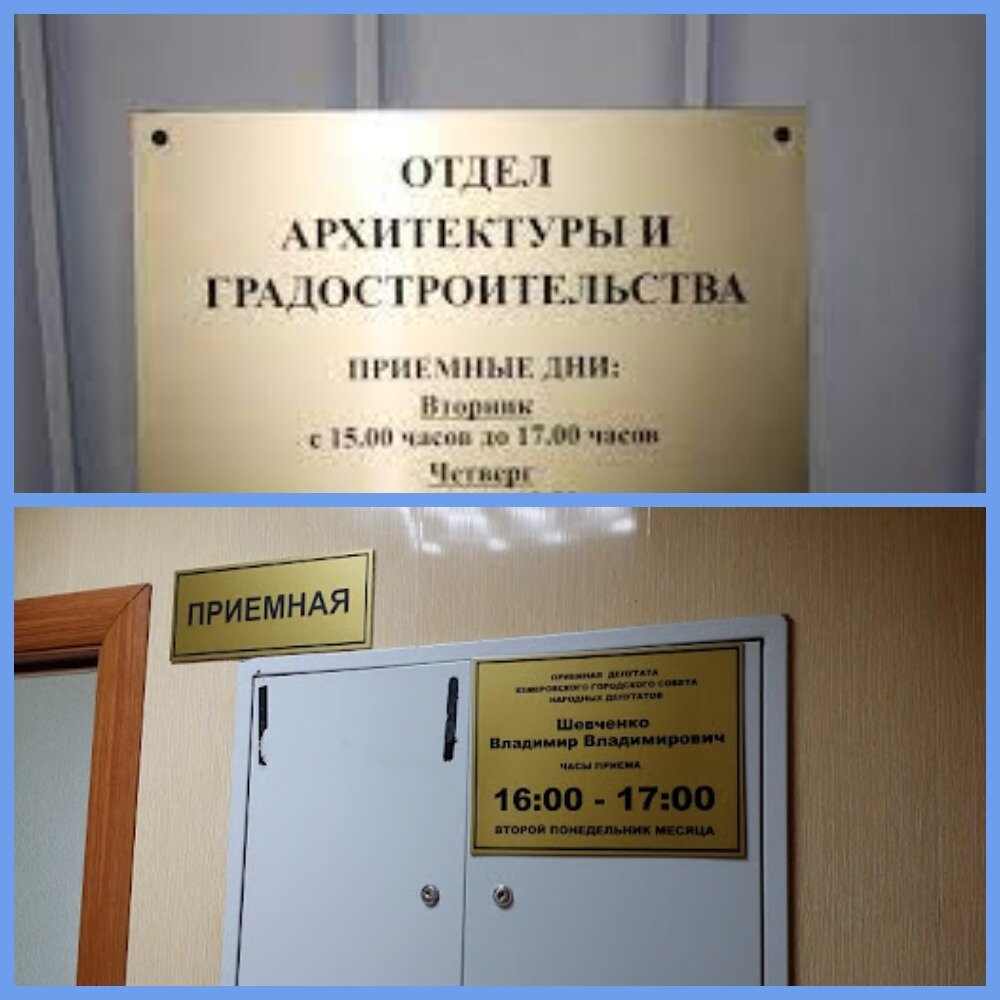 ОТДЕЛ
АРХИТЕКТУРЫ И
ГРАДОСТРОИТЕЛЬСТВА
ПРИЕМНЫЕ ДНИ:
Вторник
с 15.00 часов до 17.00 часов
Четверг
ПРИЕМНАЯ
ПРИЕМНАЯ ДЕПУТАТА
КЕМЕРОВСКОГО ГОРОДСКОГО СОВЕТА
НАРОДНЫХ ДЕПУТАТОВ
Шевченко
Владимир Владимирович
ЧАСЫ ПРИЕМА
16:00 - 17:00
ВТОРОЙ ПОНЕДЕЛЬНИК МЕСЯЦА